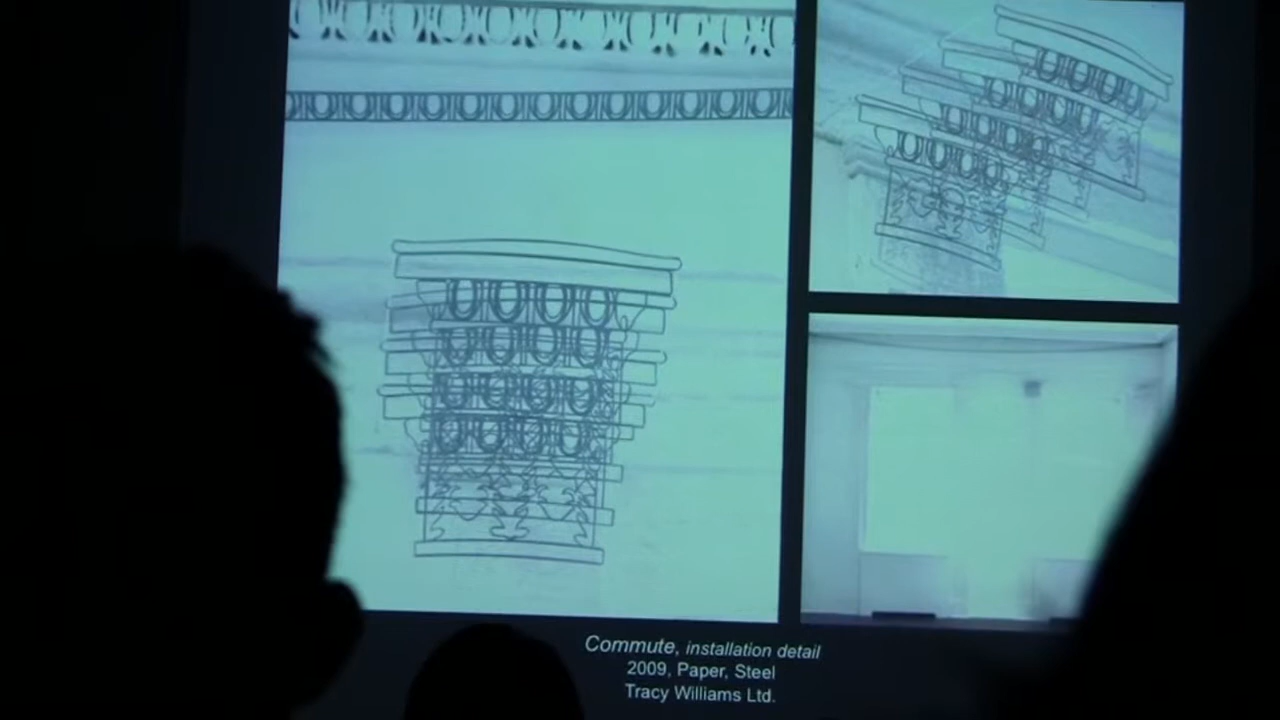 Commute, installation detail
2009, Paper, Steel
Tracy Williams Ltd.